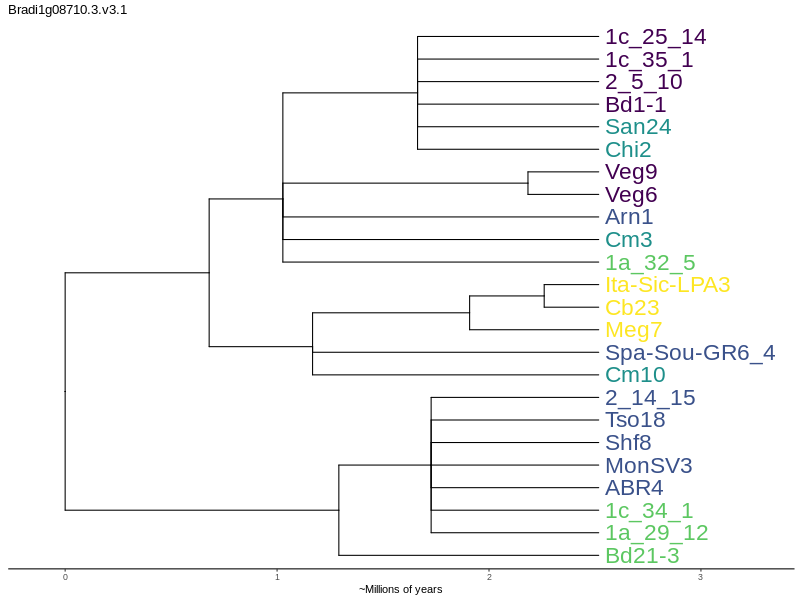 Bradi1g08710.3.v3.1
1c_25_14
1c_35_1
2_5_10
Bd1-1
San24
Chi2
Veg9
Veg6
Arn1
Cm3
1a_32_5
Ita-Sic-LPA3
Cb23
Meg7
Spa-Sou-GR6_4
Cm10
2_14_15
Tso18
Shf8
MonSV3
ABR4
1c_34_1
1a_29_12
Bd21-3
0 1 2 3
~Millions of years